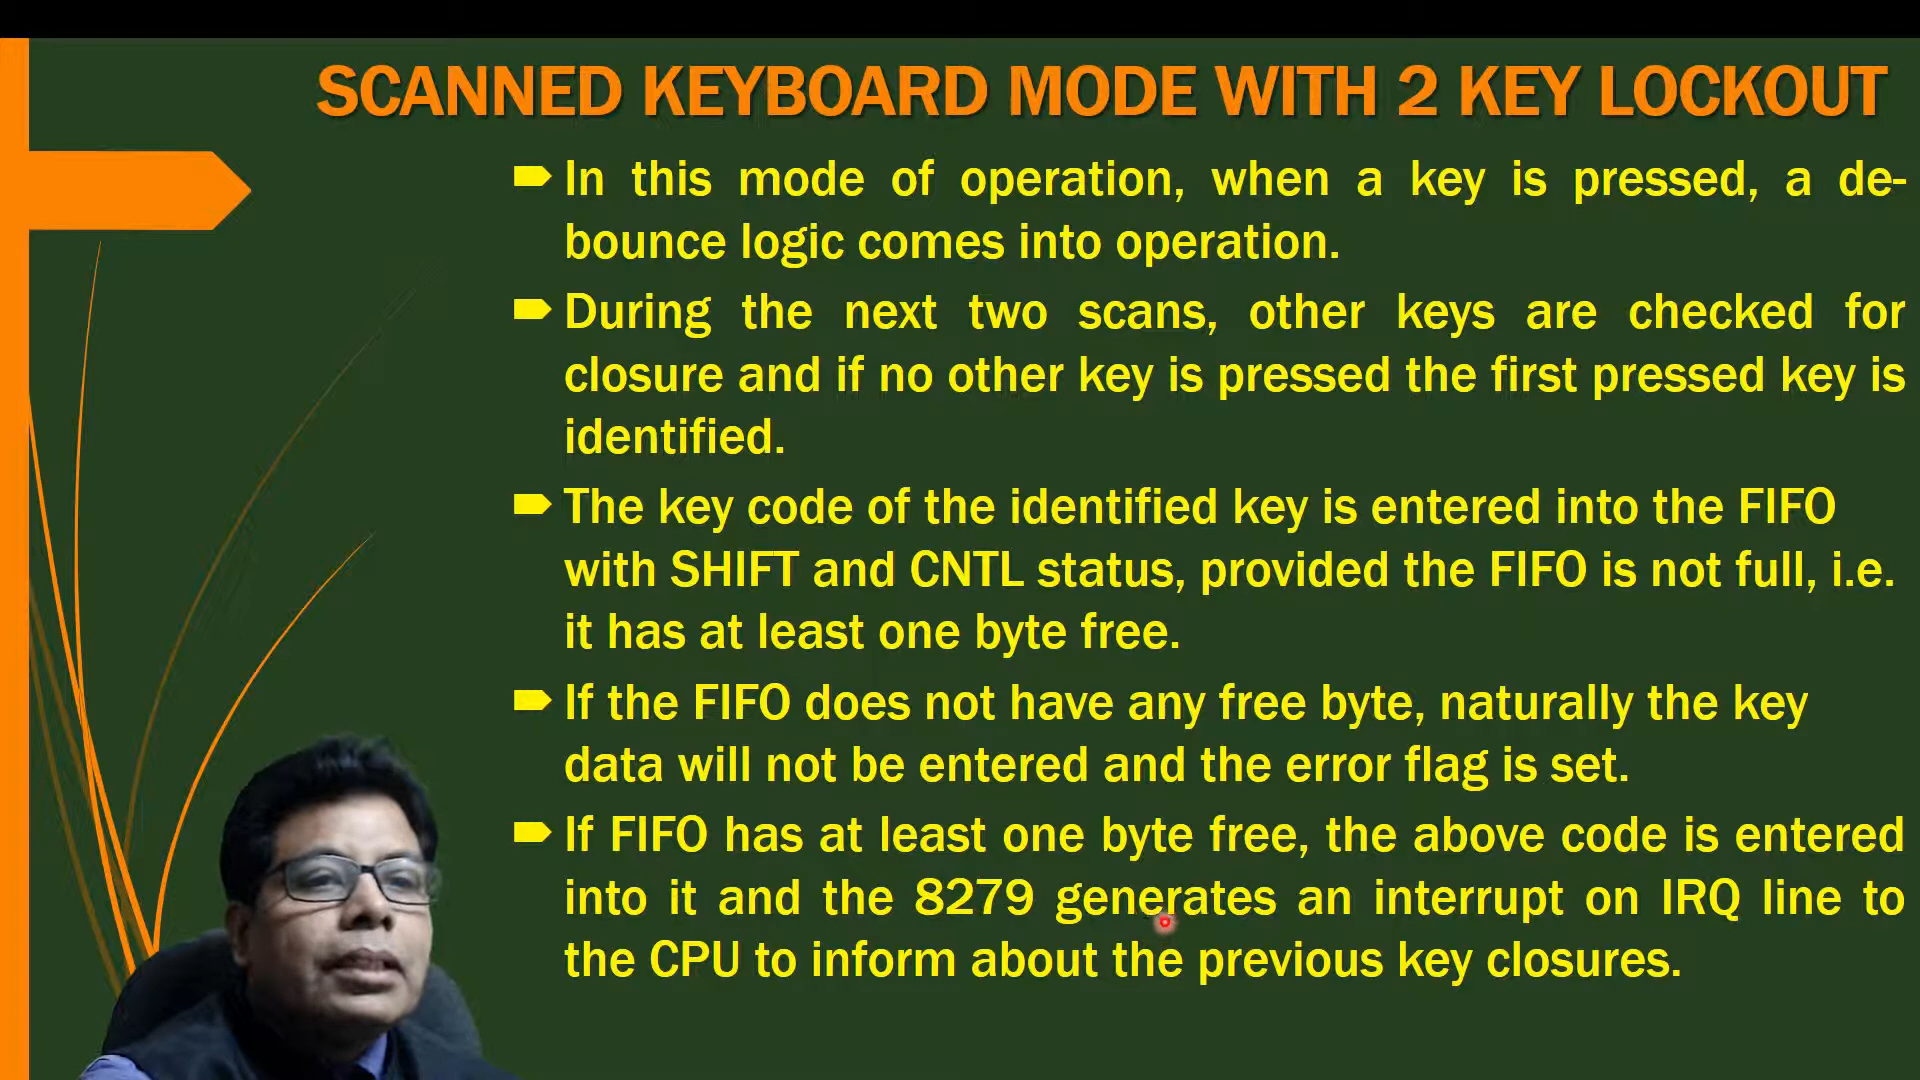 SCANNED KEYBOARD MODE WITH 2 KEY LOCKOUT
In this mode of operation, when a key is pressed, a de-
bounce logic comes into operation.
During the next two scans, other keys are checked for
closure and if no other key is pressed the first pressed key is
identified.
The key code of the identified key is entered into the FIFO
with SHIFT and CNTL status, provided the FIFO is not full, i.e.
it has at least one byte free.
If the FIFO does not have any free byte, naturally the key
data will not be entered and the error flag is set.
If FIFO has at least one byte free, the above code is entered
into it and the 8279 generates an interrupt on IRQ line to
the CPU to inform about the previous key closures.